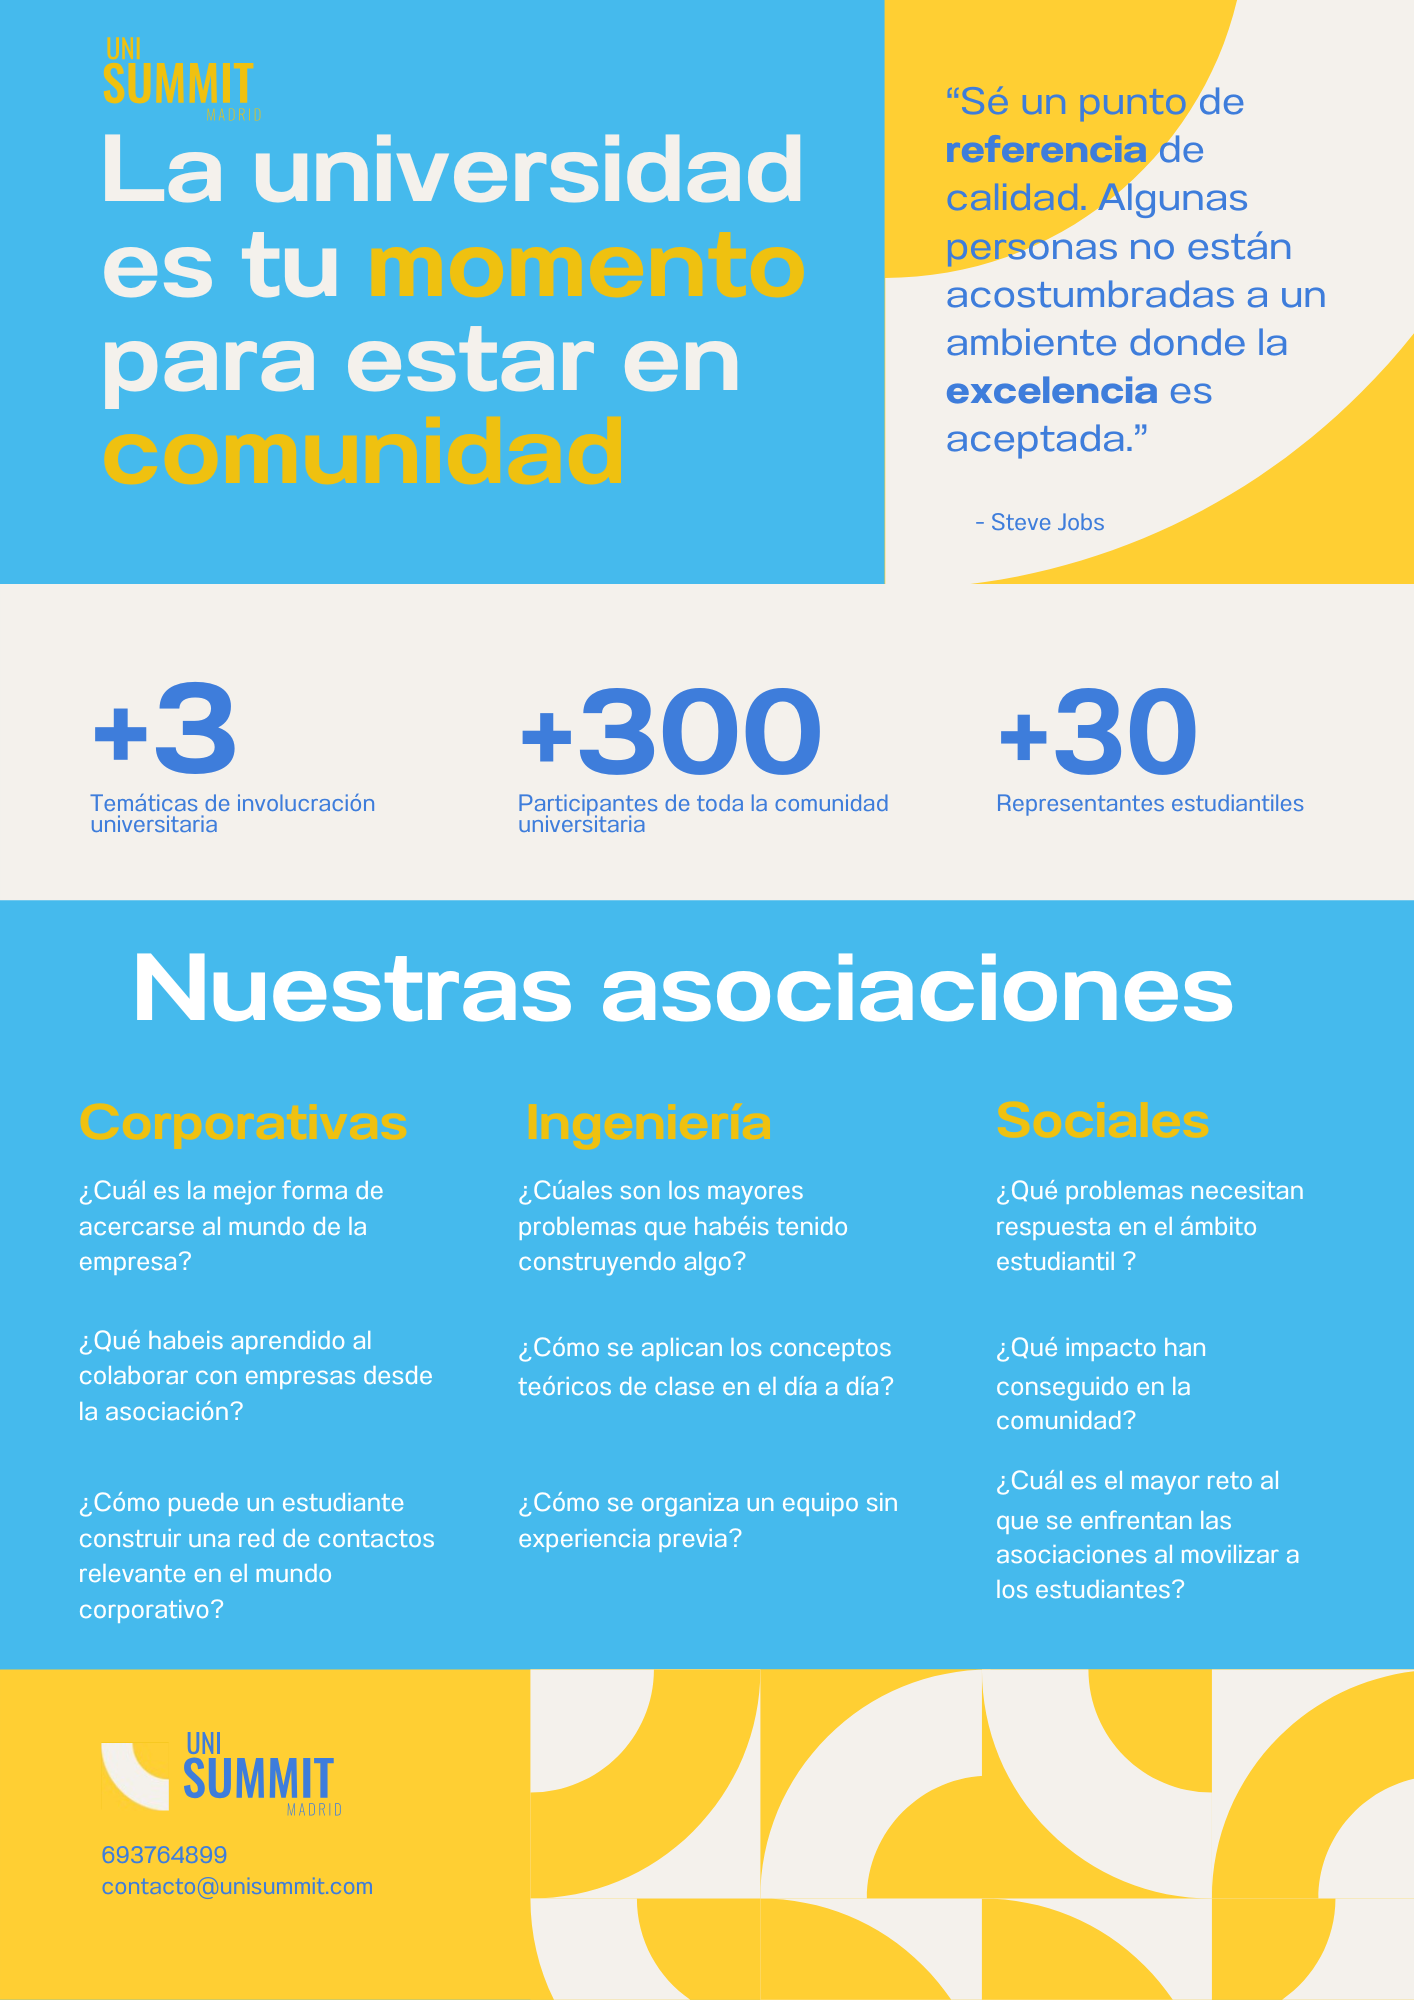 UNI
SUMMIT
MADRID
La universidad
es tu momento
para estar en
comunidad
“Sé un punto de
referencia de
calidad. Algunas
personas no están
acostumbradas a un
ambiente donde la
excelencia es
aceptada.”
- Steve Jobs
+3
Temáticas de involucración
universitaria
+300
Participantes de toda la comunidad
universitaria
+30
Representantes estudiantiles
Nuestras asociaciones
Corporativas
¿Cuál es la mejor forma de
acercarse al mundo de la
empresa?
¿Qué habeis aprendido al
colaborar con empresas desde
la asociación?
¿Cómo puede un estudiante
construir una red de contactos
relevante en el mundo
corporativo?
Ingeniería
¿Cúales son los mayores
problemas que habéis tenido
construyendo algo?
¿Cómo se aplican los conceptos
teóricos de clase en el día a día?
¿Cómo se organiza un equipo sin
experiencia previa?
Sociales
¿Qué problemas necesitan
respuesta en el ámbito
estudiantil ?
¿Qué impacto han
conseguido en la
comunidad?
¿Cuál es el mayor reto al
que se enfrentan las
asociaciones al movilizar a
los estudiantes?
UNI
SUMMIT
MADRID
693764899
contacto@unisummit.com